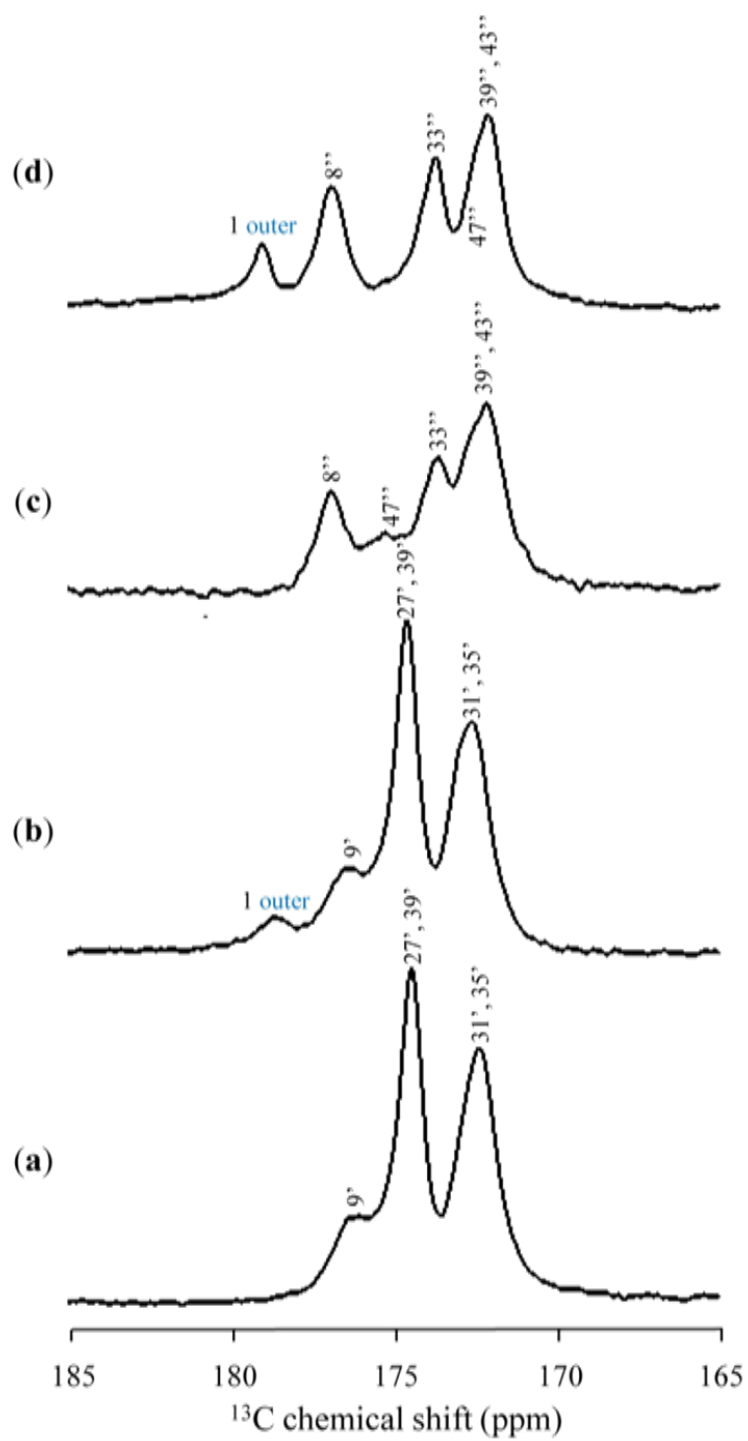 39’’, 43’’
33’’
8’’
(d)
1 outer
47’’
39’’, 43’’
33’’
8’’
(c)
47’’
27’, 39’
31’, 35’
(b)
9’
1 outer
27’, 39’
31’, 35’
(a)
9’
185 180 175 170 165
¹³C chemical shift (ppm)